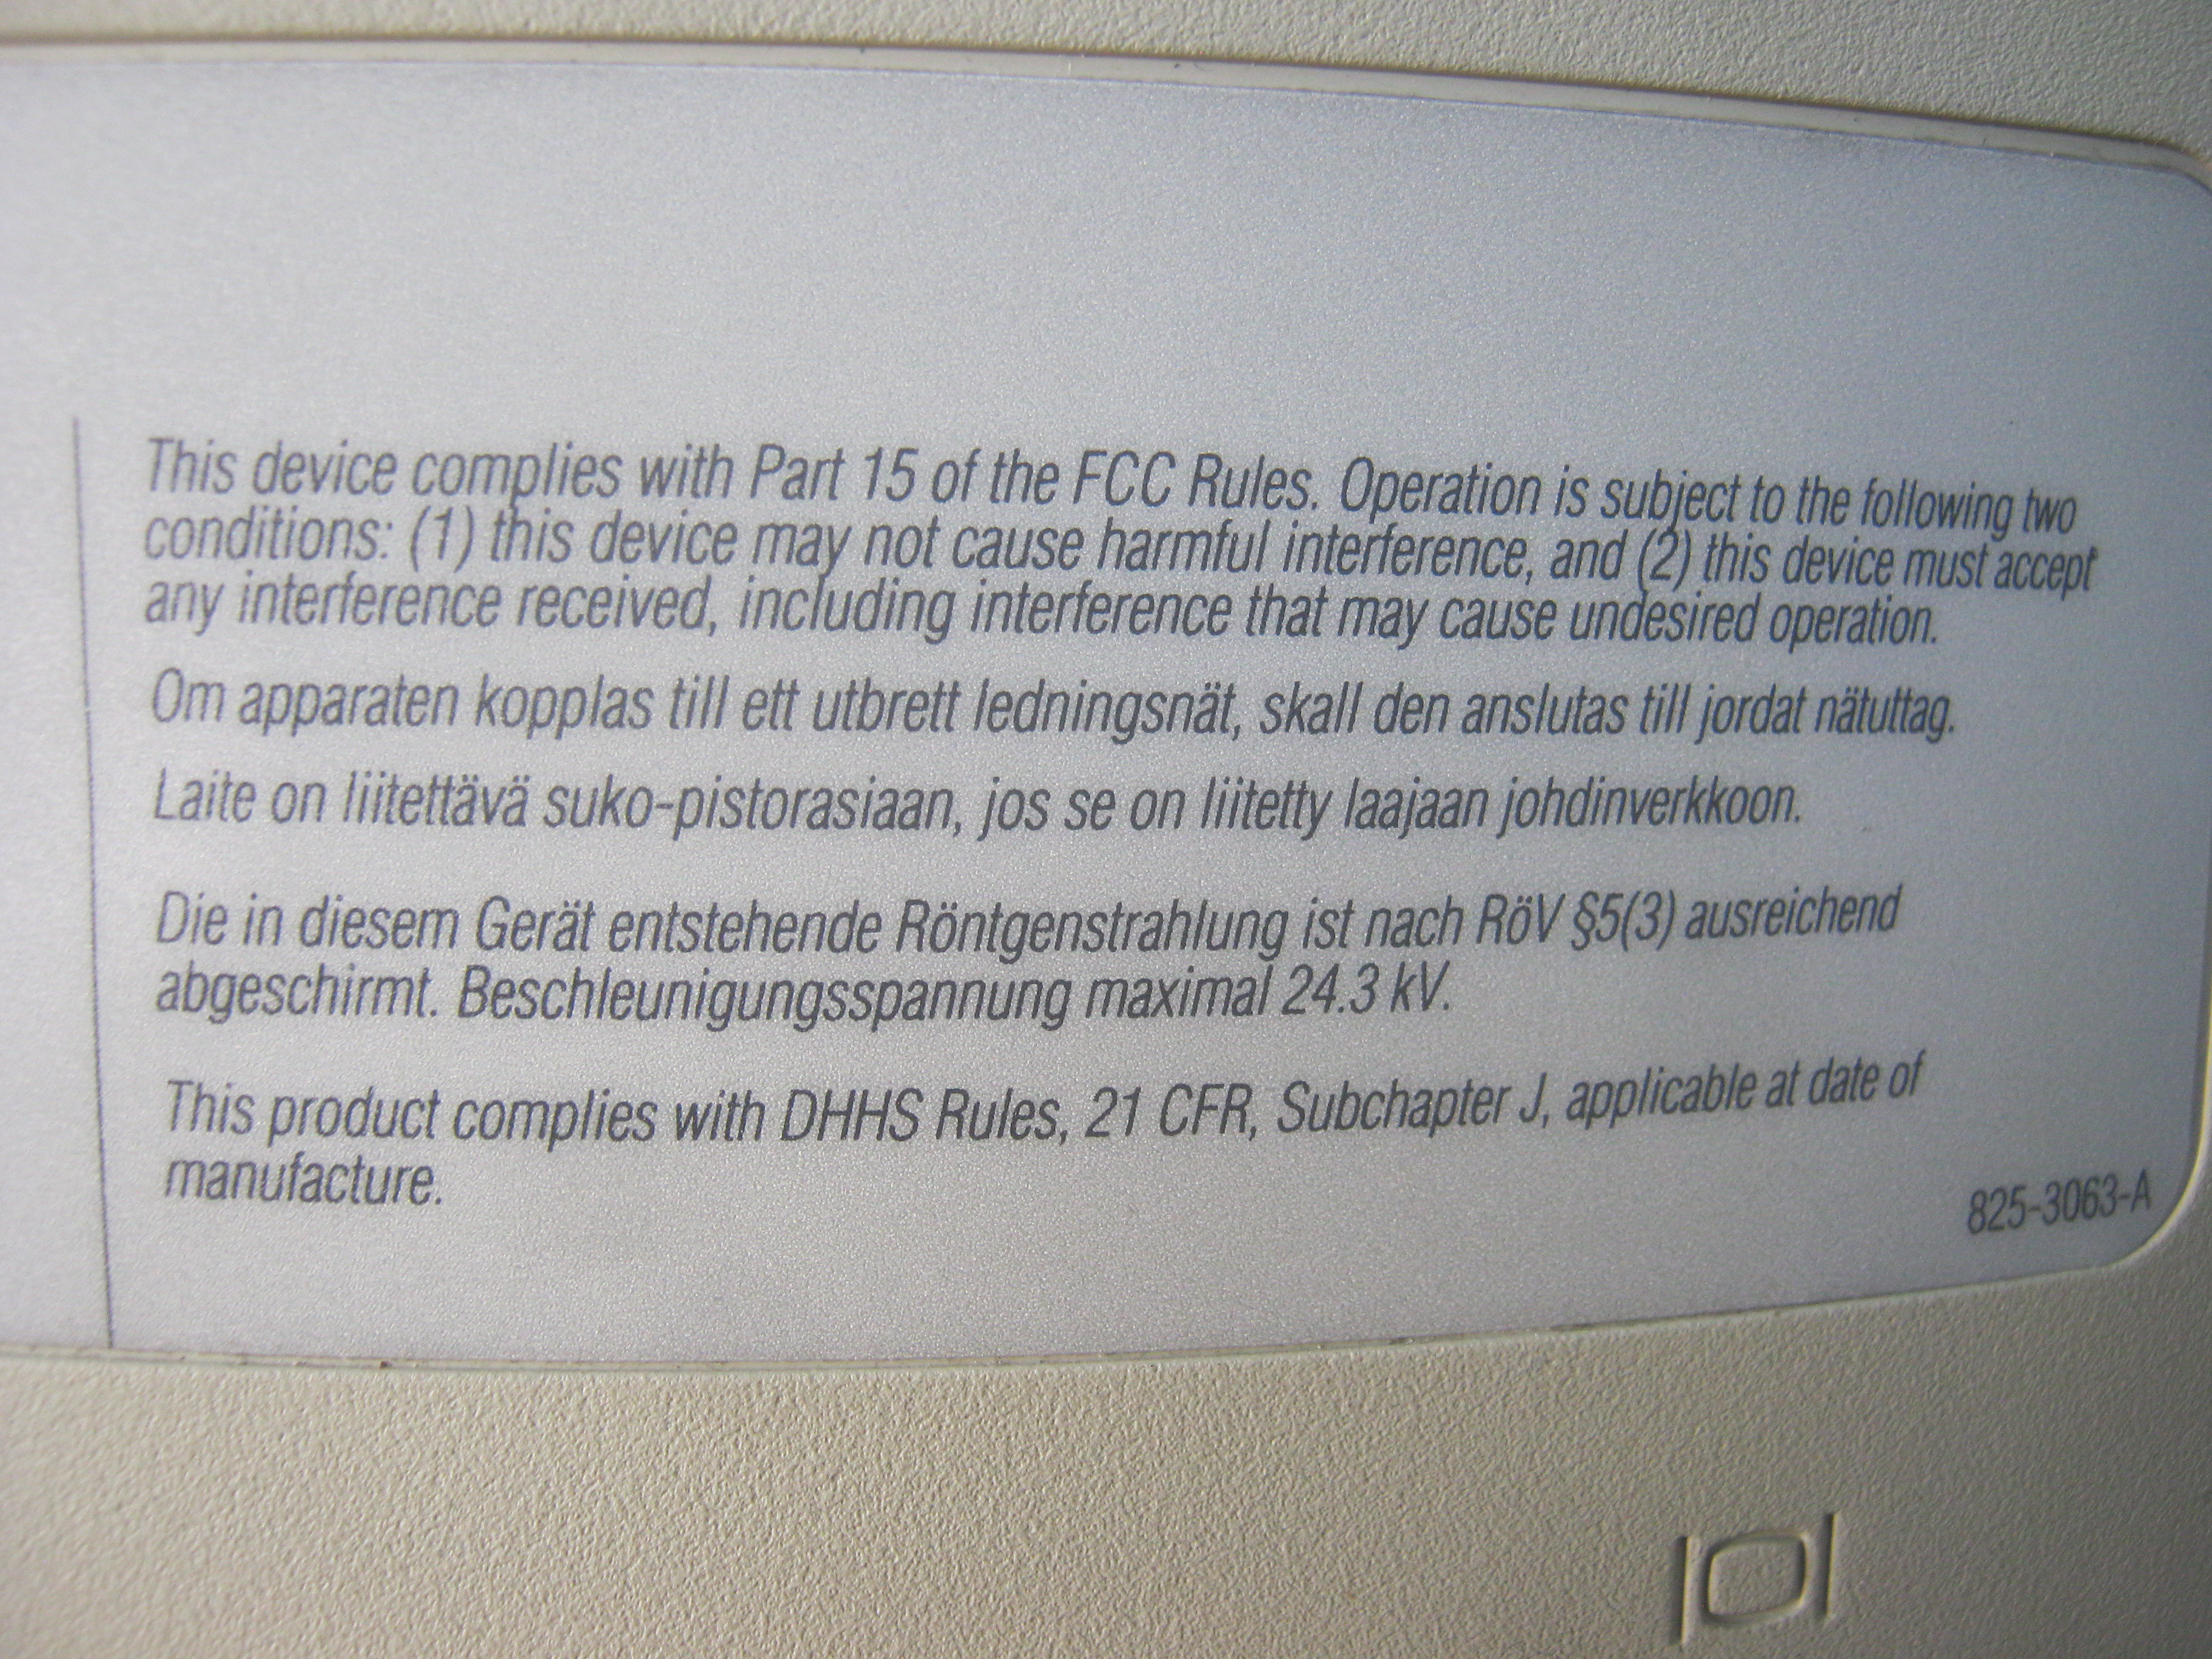 This device complies with Part 15 of the FCC Rules. Operation is subject to the following two
conditions: (1) this device may not cause harmful interference, and (2) this device must accept
any interference received, including interference that may cause undesired operation.
Om apparaten kopplas till ett utbrett ledningsnät, skall den anslutas till jordat nätuttag.
Laite on liitettävä suko-pistorasiaan, jos se on liitetty laajaan johdinverkkoon.
Die in diesem Gerät entstehende Röntgenstrahlung ist nach RöV §5(3) ausreichend
abgeschirmt. Beschleunigungsspannung maximal 24.3 kV.
This product complies with DHHS Rules, 21 CFR, Subchapter J, applicable at date of
manufacture.
825-3063-A